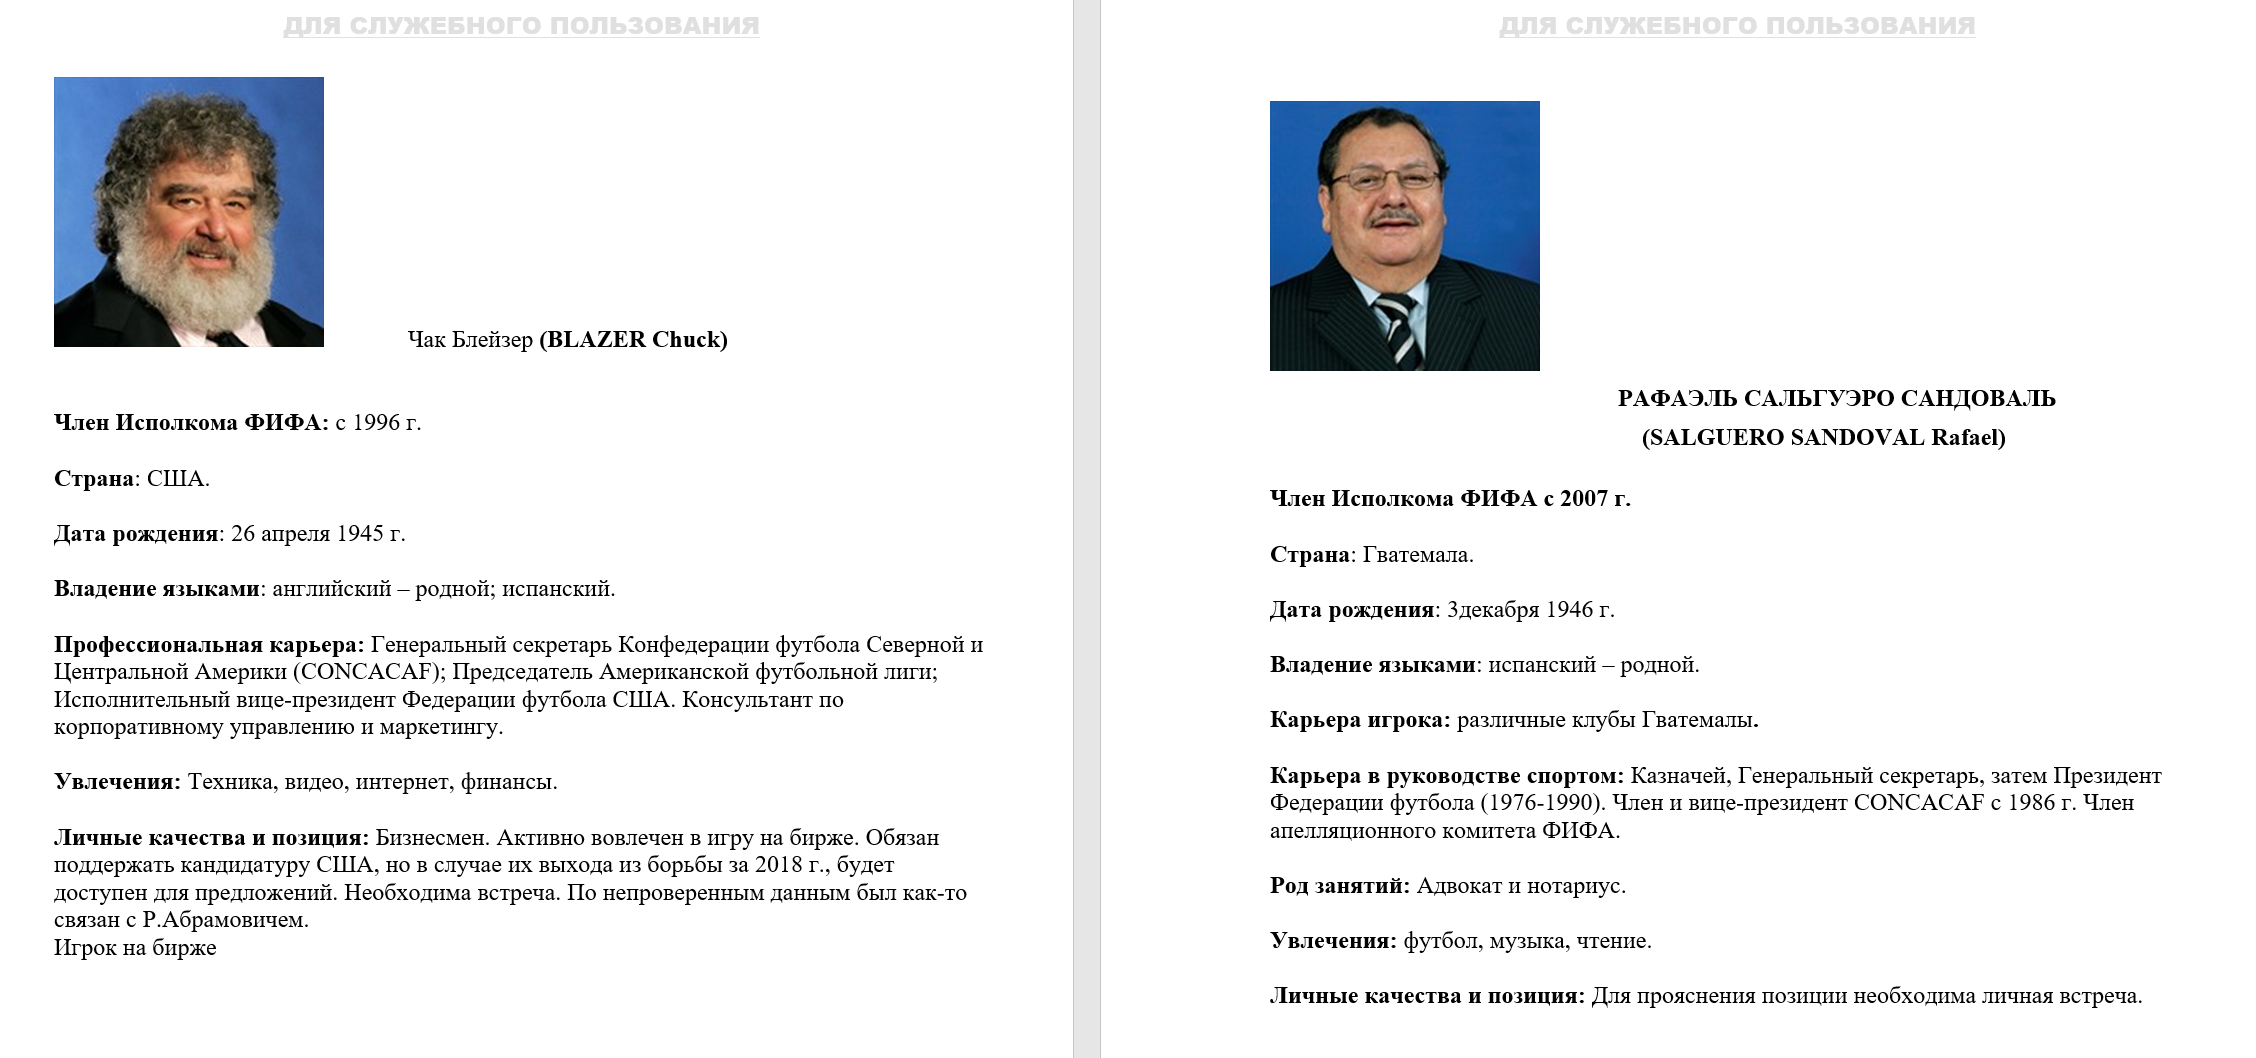 ДЛЯ СЛУЖЕБНОГО ПОЛЬЗОВАНИЯ
Чак Блейзер (BLAZER Chuck)
Член Исполкома ФИФА: с 1996 г.
Страна: США.
Дата рождения: 26 апреля 1945 г.
Владение языками: английский – родной; испанский.
Профессиональная карьера: Генеральный секретарь Конфедерации футбола Северной и
Центральной Америки (CONCACAF); Председатель Американской футбольной лиги;
Исполнительный вице-президент Федерации футбола США. Консультант по
корпоративному управлению и маркетингу.
Увлечения: Техника, видео, интернет, финансы.
Личные качества и позиция: Бизнесмен. Активно вовлечен в игру на бирже. Обязан
поддержать кандидатуру США, но в случае их выхода из борьбы за 2018 г., будет
доступен для предложений. Необходима встреча. По непроверенным данным был как-то
связан с Р.Абрамовичем.
Игрок на бирже
ДЛЯ СЛУЖЕБНОГО ПОЛЬЗОВАНИЯ
РАФАЭЛЬ САЛЬГУЭРО САНДОВАЛЬ
(SALGUERO SANDOVAL Rafael)
Член Исполкома ФИФА с 2007 г.
Страна: Гватемала.
Дата рождения: 3декабря 1946 г.
Владение языками: испанский – родной.
Карьера игрока: различные клубы Гватемалы.
Карьера в руководстве спортом: Казначей, Генеральный секретарь, затем Президент
Федерации футбола (1976-1990). Член и вице-президент CONCACAF с 1986 г. Член
апелляционного комитета ФИФА.
Род занятий: Адвокат и нотариус.
Увлечения: футбол, музыка, чтение.
Личные качества и позиция: Для прояснения позиции необходима личная встреча.